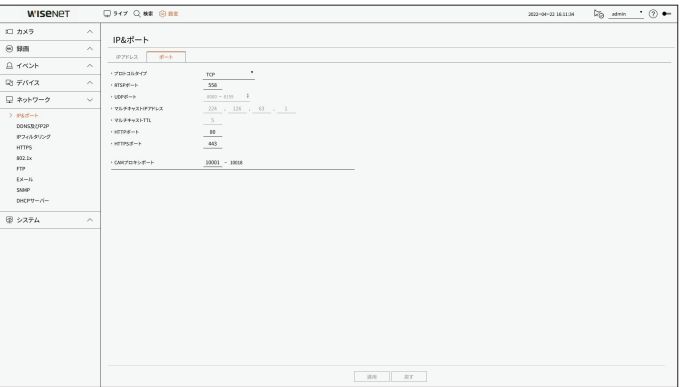 WISENET
ライブ 検索 設定
2022-04-22 16:11:34 admin ?
カメラ
録画
イベント
デバイス
ネットワーク
IP&ポート
DDNS及びP2P
IPフィルタリング
HTTPS
802.1x
FTP
Eメール
SNMP
DHCPサーバー
システム
IP&ポート
IPアドレス ポート
・プロトコルタイプ TCP
・RTSPポート 558
・UDPポート 8000 ~ 8159
・マルチキャストIPアドレス 224 . 126 . 63 . 1
・マルチキャストTTL 5
・HTTPポート 80
・HTTPSポート 443
・CAMプロキシポート 10001 - 10018
適用 戻す